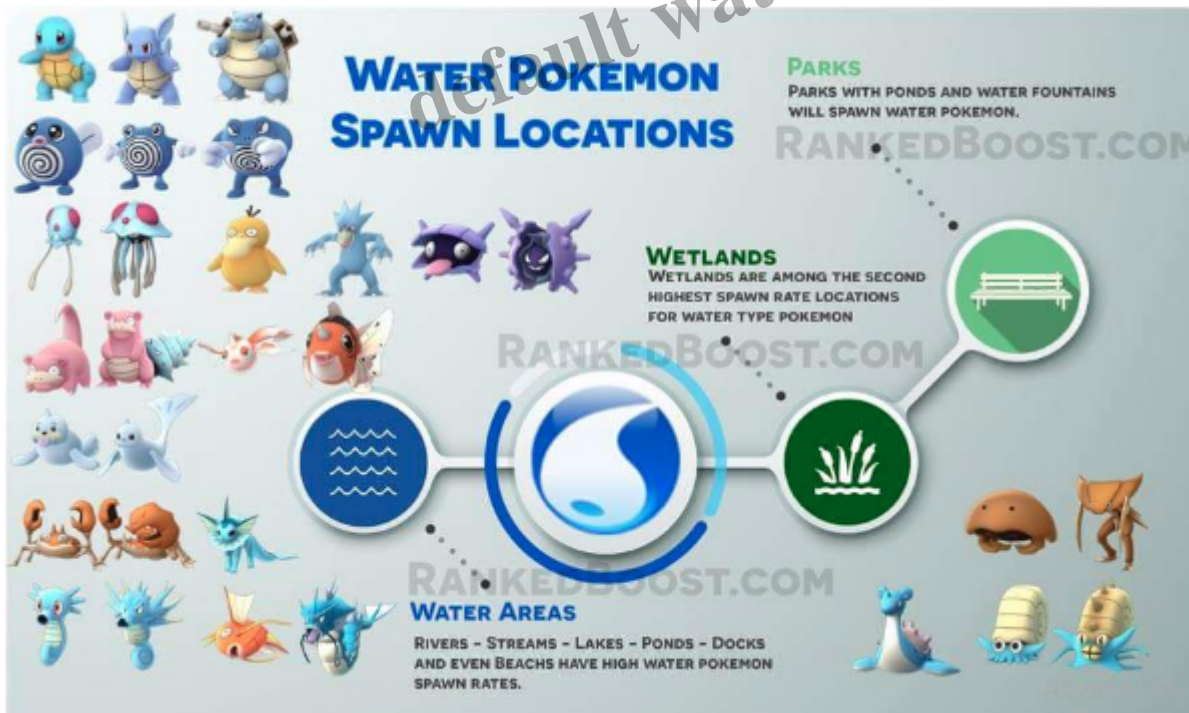 default wat
WATER POKEMON
SPAWN LOCATIONS
PARKS
PARKS WITH PONDS AND WATER FOUNTAINS
WILL SPAWN WATER POKEMON.
RANKEDBOOST.COM
WETLANDS
WETLANDS ARE AMONG THE SECOND
HIGHEST SPAWN RATE LOCATIONS
FOR WATER TYPE POKEMON
RANKEDBOOST.COM
RANKEDBOOST.COM
WATER AREAS
RIVERS - STREAMS - LAKES - PONDS - DOCKS
AND EVEN BEACHS HAVE HIGH WATER POKEMON
SPAWN RATES.